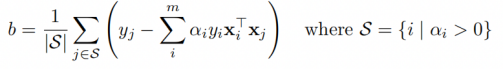 b = \frac{1}{|\mathcal{S}|} \sum_{j \in \mathcal{S}} \left( y_j - \sum_{i}^{m} \alpha_i y_i \mathbf{x}_i^\top \mathbf{x}_j \right) \quad \text{where } \mathcal{S} = \{ i \mid \alpha_i > 0 \}